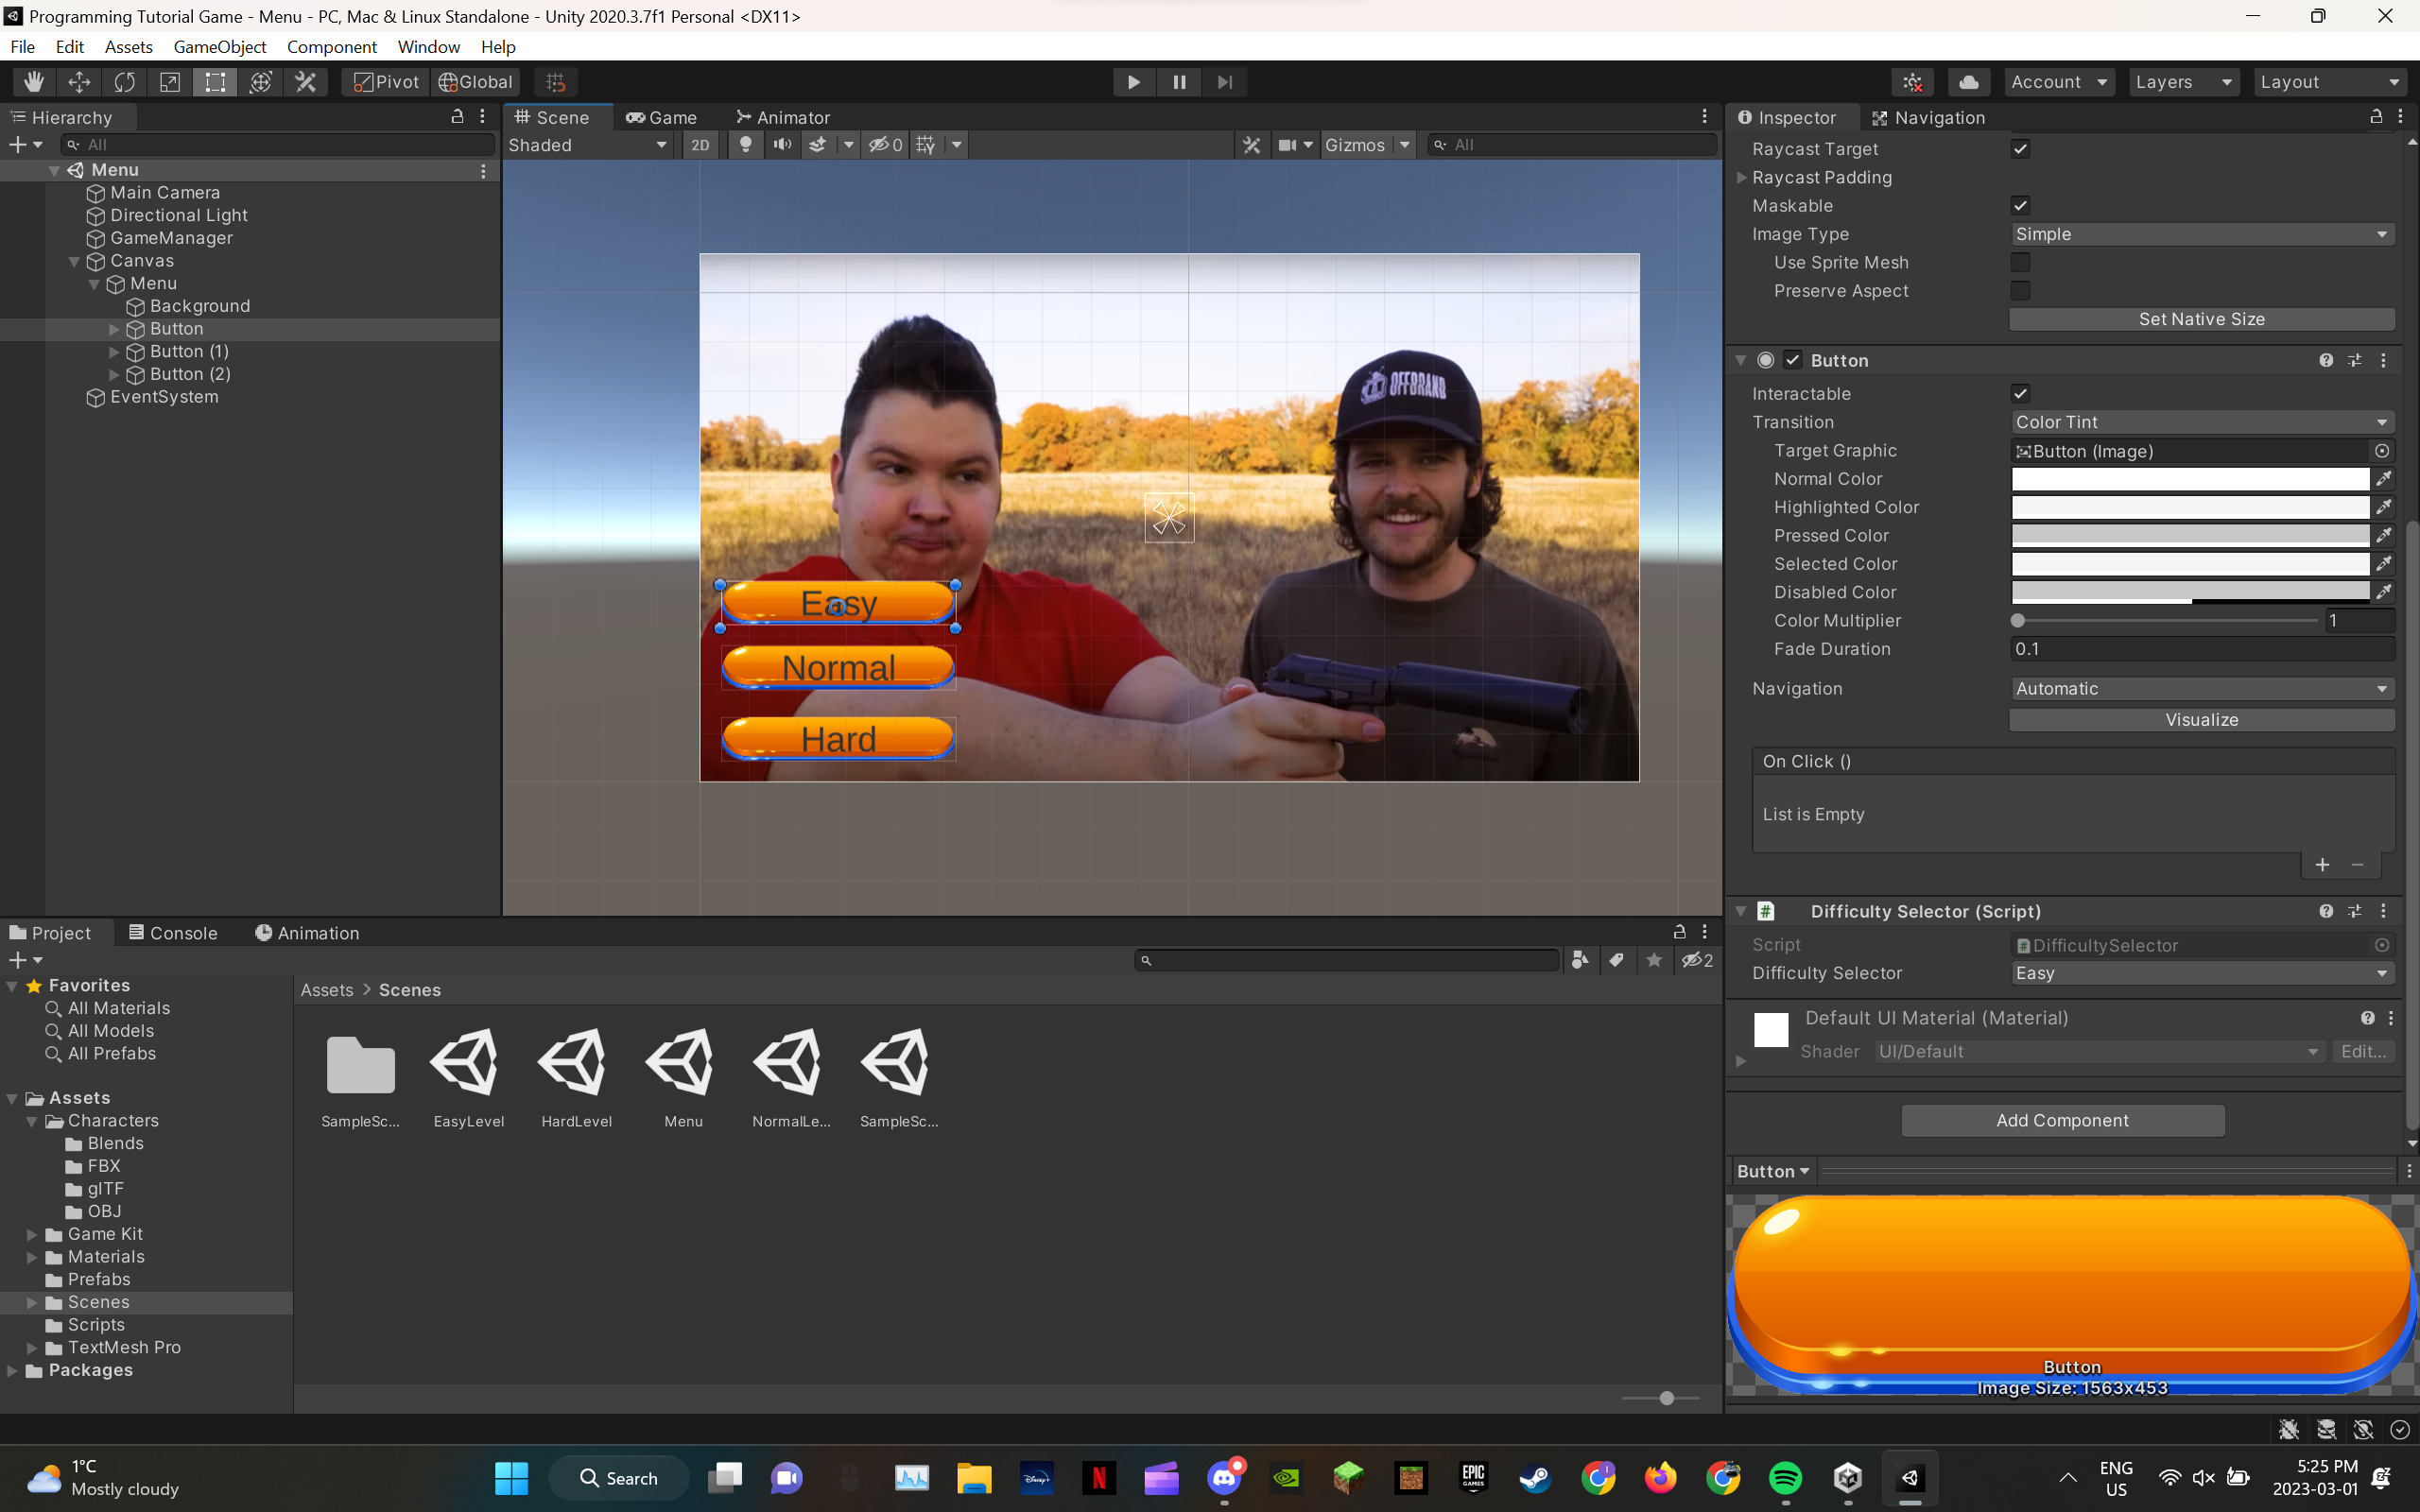 Programming Tutorial Game - Menu - PC, Mac & Linux Standalone - Unity 2020.3.7f1 Personal <DX11>
File Edit Assets GameObject Component Window Help
Pivot Global Account Layers Layout
Hierarchy
All
Menu
Main Camera
Directional Light
GameManager
Canvas
Menu
Background
Button
Button (1)
Button (2)
EventSystem
Scene Game Animator
Shaded 2D 0 Gizmos All
OFFBRAND
Easy
Normal
Hard
Inspector Navigation
Raycast Target
Raycast Padding
Maskable
Image Type Simple
Use Sprite Mesh
Preserve Aspect
Set Native Size
Button
Interactable
Transition Color Tint
Target Graphic Button (Image)
Normal Color
Highlighted Color
Pressed Color
Selected Color
Disabled Color
Color Multiplier 1
Fade Duration 0.1
Navigation Automatic
Visualize
On Click ()
List is Empty
Difficulty Selector (Script)
Script DifficultySelector
Difficulty Selector Easy
Default UI Material (Material)
Shader UI/Default Edit...
Add Component
Button
Button
Image Size: 1563x453
Project Console Animation
2
Favorites
All Materials
All Models
All Prefabs
Assets
Characters
Blends
FBX
glTF
OBJ
Game Kit
Materials
Prefabs
Scenes
Scripts
TextMesh Pro
Packages
Assets > Scenes
SampleSc... EasyLevel HardLevel Menu NormalLe... SampleSc...
1°C
Mostly cloudy
Search
Disney+
N
EPIC GAMES
ENG
US
5:25 PM
2023-03-01